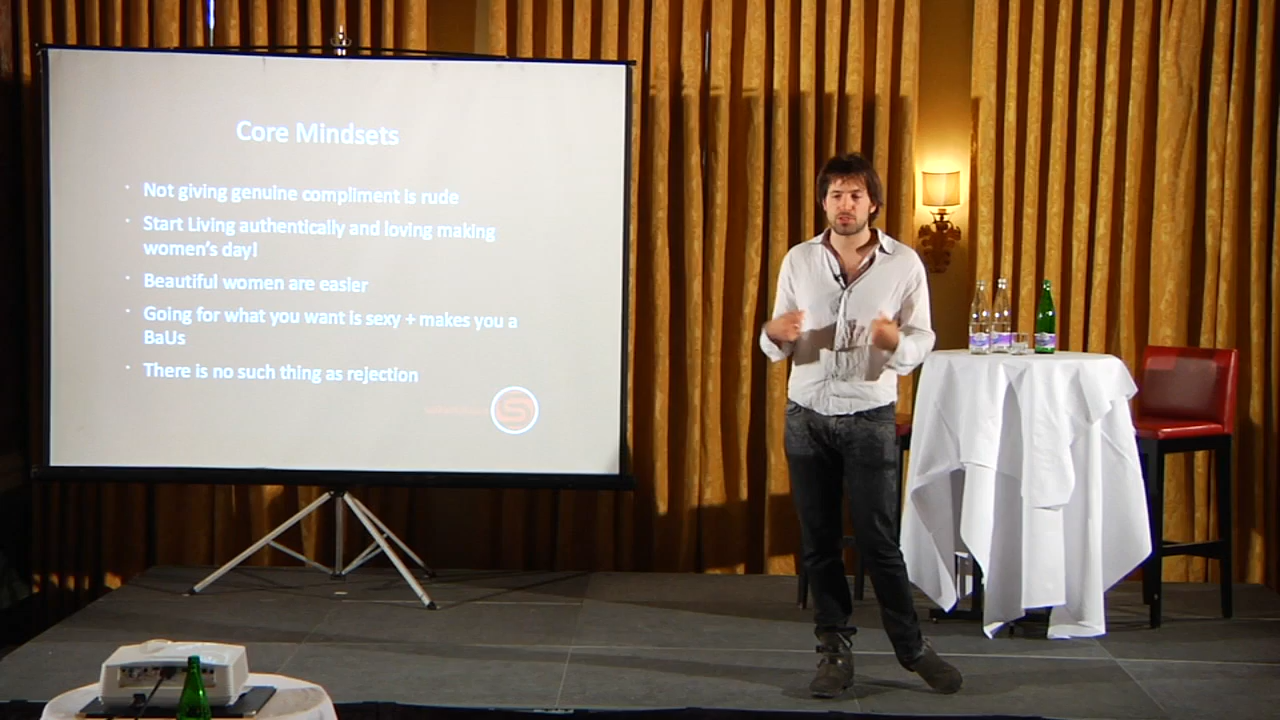 Core Mindsets
· Not giving genuine compliment is rude
· Start Living authentically and loving making
women's day!
· Beautiful women are easier
· Going for what you want is sexy + makes you a
BaUs
· There is no such thing as rejection
S